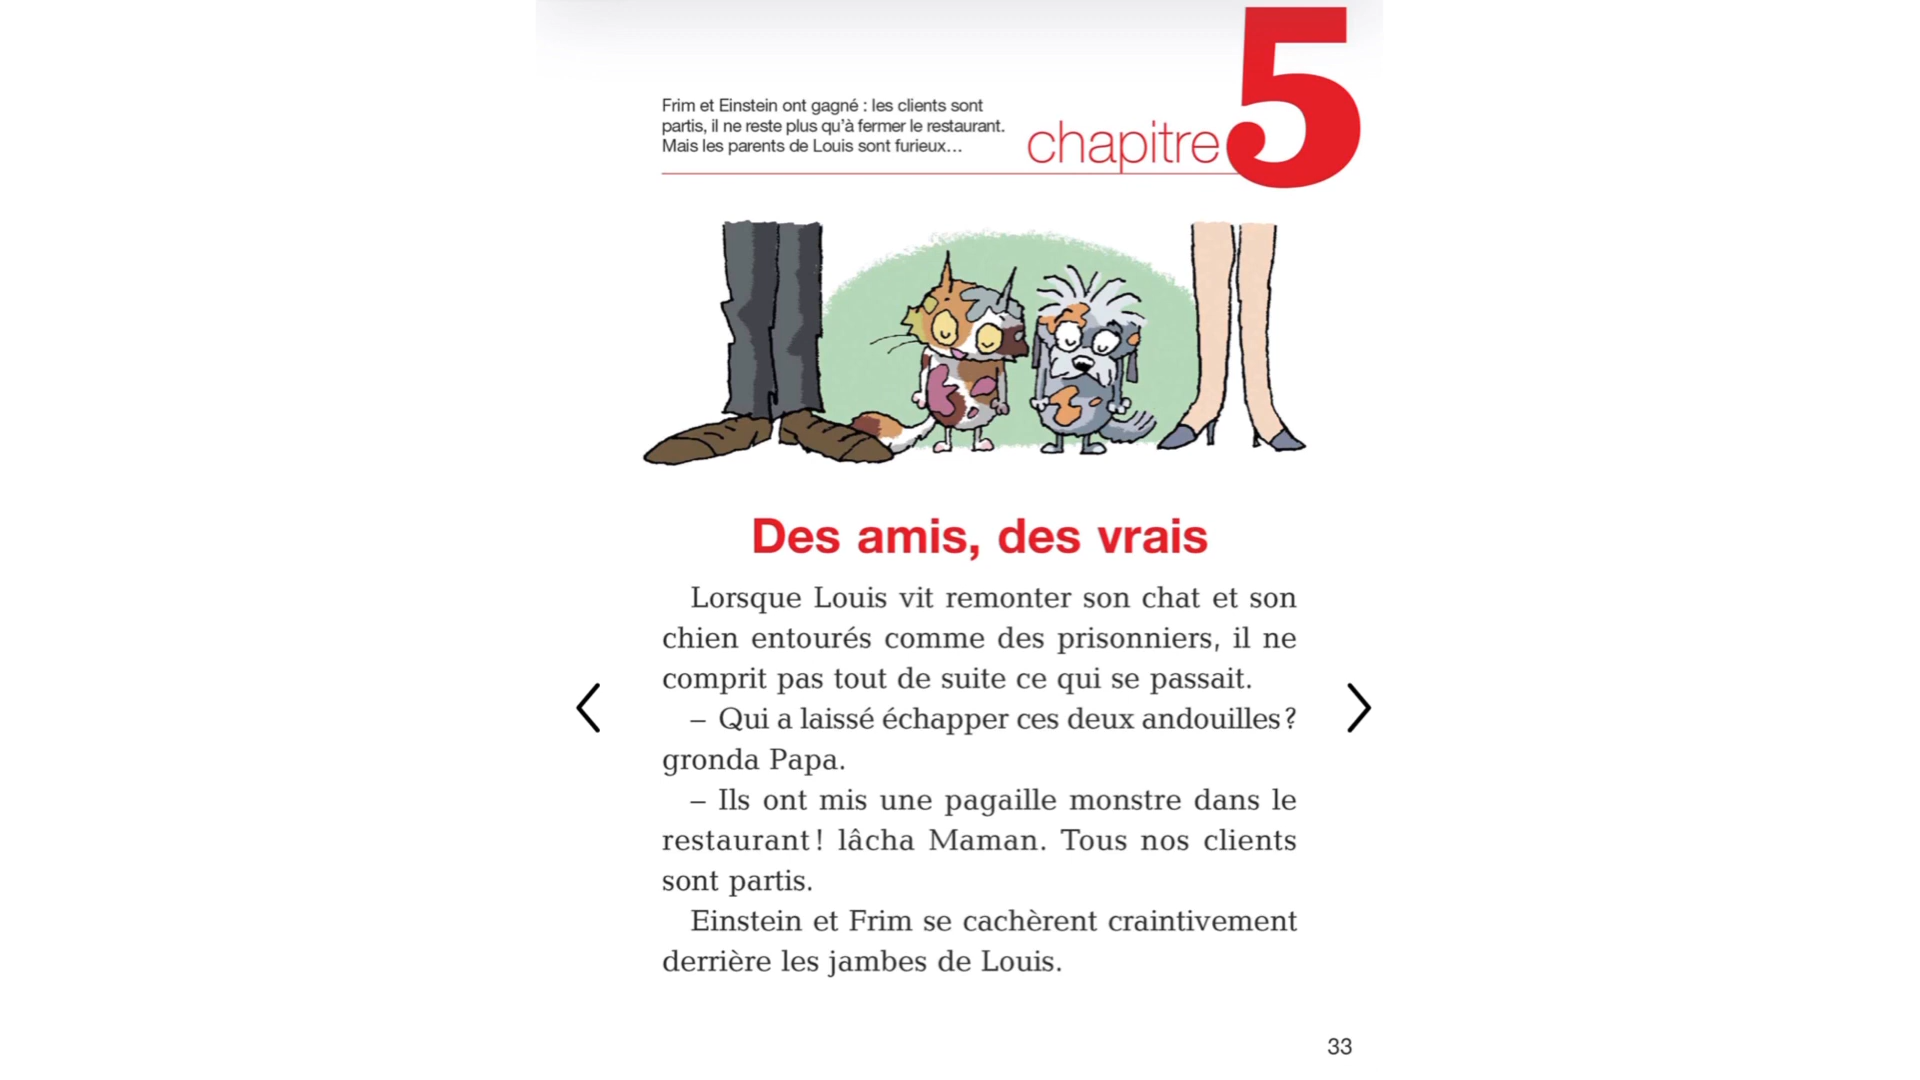 Frim et Einstein ont gagné : les clients sont
partis, il ne reste plus qu’à fermer le restaurant.
Mais les parents de Louis sont furieux…
chapitre 5
Des amis, des vrais
Lorsque Louis vit remonter son chat et son
chien entourés comme des prisonniers, il ne
comprit pas tout de suite ce qui se passait.
– Qui a laissé échapper ces deux andouilles ?
gronda Papa.
– Ils ont mis une pagaille monstre dans le
restaurant ! lâcha Maman. Tous nos clients
sont partis.
Einstein et Frim se cachèrent craintivement
derrière les jambes de Louis.
33